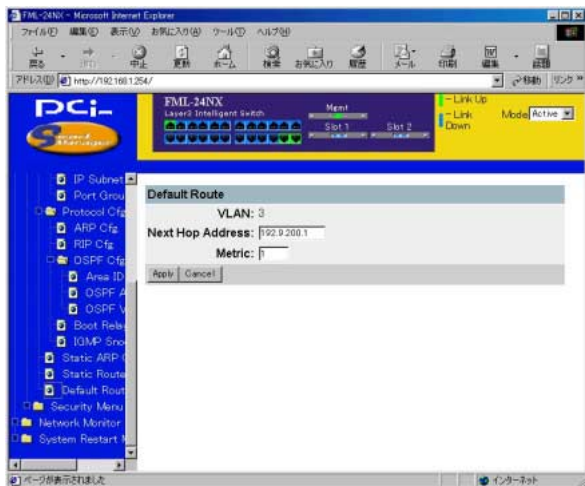 FML-24NX - Microsoft Internet Explorer
ファイル(F) 編集(E) 表示(V) お気に入り(A) ツール(T) ヘルプ(H)
戻る 中止 更新 ホーム 検索 お気に入り 履歴 メール 印刷 編集
アドレス(D) http://192.168.1.254/ 移動 リンク
PCi
FML-24NX
Layer3 Intelligent Switch
Mgmt
Slot 1 Slot 2
Link Up
Link Down
Mode Active
IP Subnet
Port Grou
Protocol Cfg
ARP Cfg
RIP Cfg
OSPF Cfg
Area ID
OSPF A
OSPF V
Boot Relay
IGMP Sno
Static ARP
Static Route
Default Rout
Security Menu
Network Monitor
System Restart
Default Route
VLAN: 3
Next Hop Address: 192.9.200.1
Metric: 1
Apply Cancel
ページが表示されました インターネット